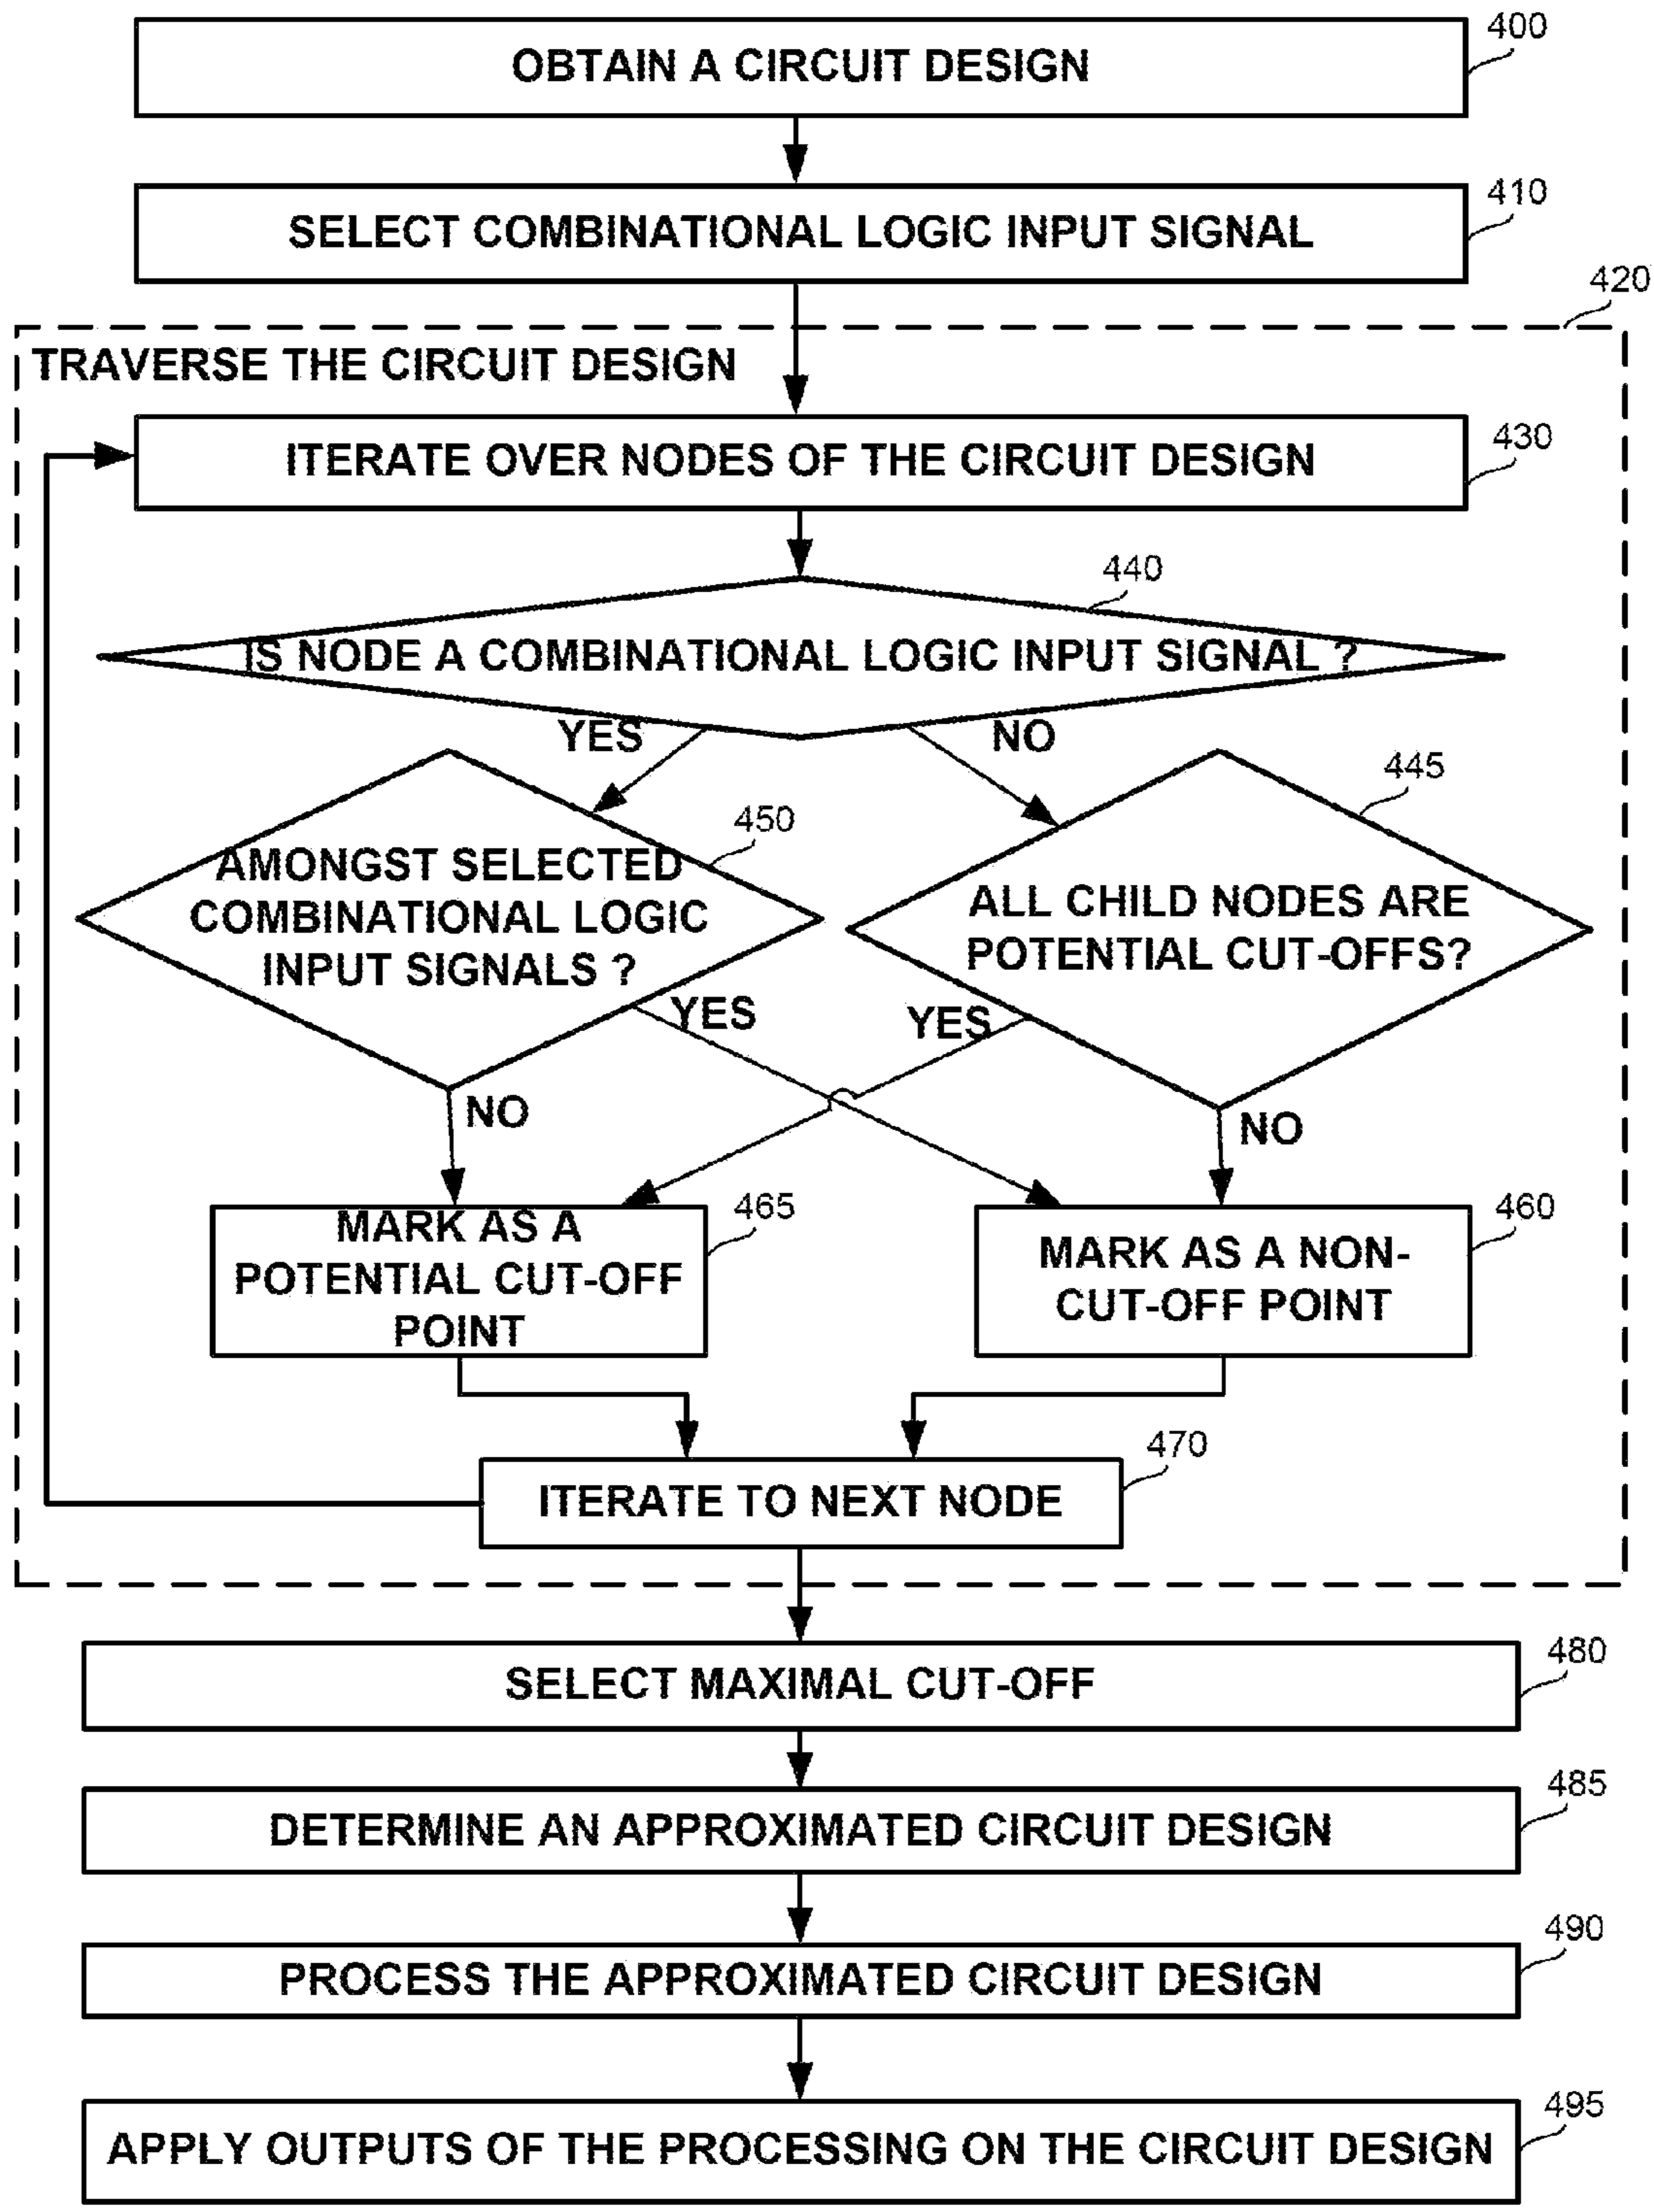 400
OBTAIN A CIRCUIT DESIGN
410
SELECT COMBINATIONAL LOGIC INPUT SIGNAL
420
TRAVERSE THE CIRCUIT DESIGN
430
ITERATE OVER NODES OF THE CIRCUIT DESIGN
440
IS NODE A COMBINATIONAL LOGIC INPUT SIGNAL ?
YES
NO
450
AMONGST SELECTED
COMBINATIONAL LOGIC
INPUT SIGNALS ?
445
ALL CHILD NODES ARE
POTENTIAL CUT-OFFS?
YES
YES
NO
NO
465
MARK AS A
POTENTIAL CUT-OFF
POINT
460
MARK AS A NON-
CUT-OFF POINT
470
ITERATE TO NEXT NODE
480
SELECT MAXIMAL CUT-OFF
485
DETERMINE AN APPROXIMATED CIRCUIT DESIGN
490
PROCESS THE APPROXIMATED CIRCUIT DESIGN
495
APPLY OUTPUTS OF THE PROCESSING ON THE CIRCUIT DESIGN